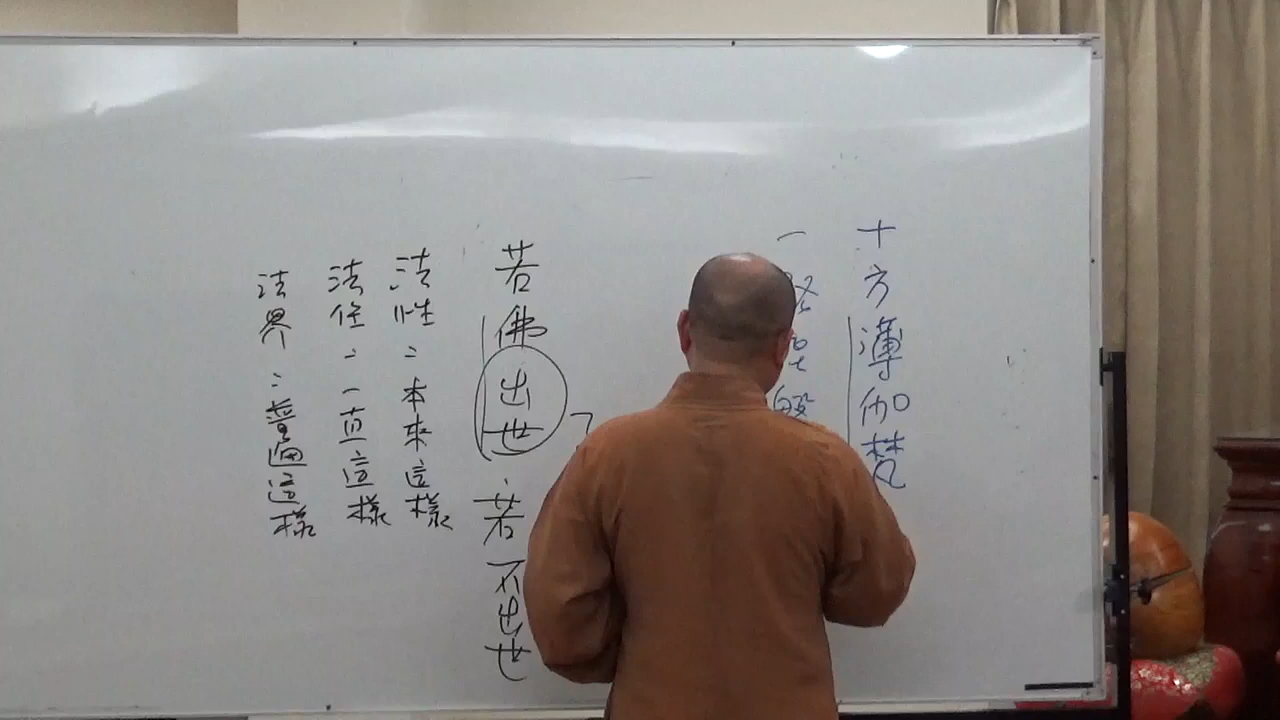 十方薄伽梵
一
若佛出世、若不出世
法性：本來這樣
法住：一直這樣
法界：普遍這樣